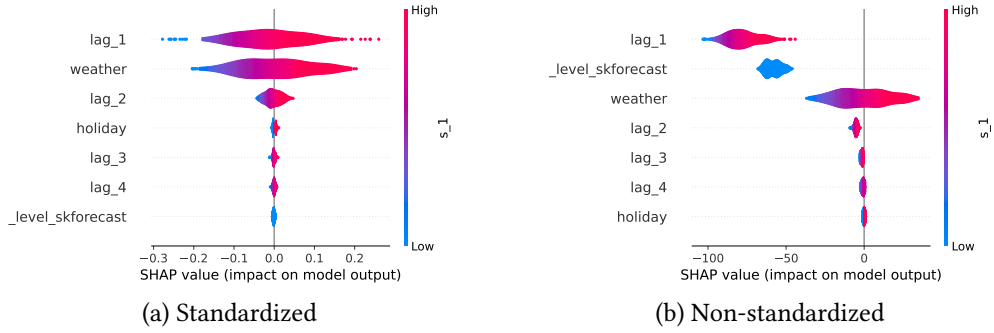 lag_1
weather
lag_2
holiday
lag_3
lag_4
_level_skforecast
−0.3 −0.2 −0.1 0.0 0.1 0.2
SHAP value (impact on model output)
High
s_1
Low
(a) Standardized
lag_1
_level_skforecast
weather
lag_2
lag_3
lag_4
holiday
−100 −50 0
SHAP value (impact on model output)
High
s_1
Low
(b) Non-standardized